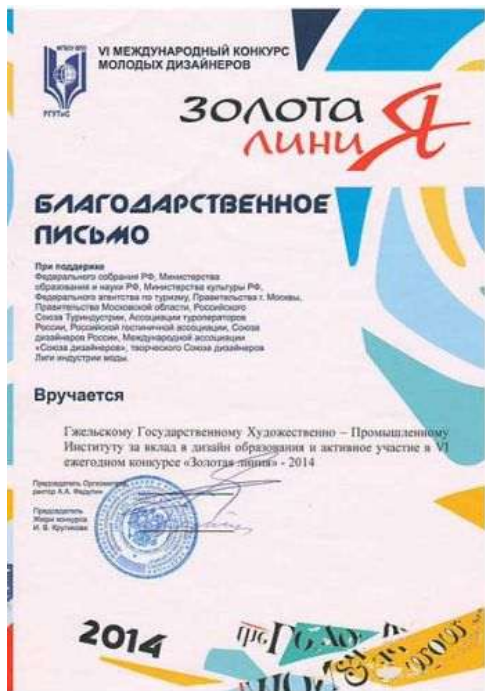 VI МЕЖДУНАРОДНЫЙ КОНКУРС
МОЛОДЫХ ДИЗАЙНЕРОВ
РГУТиС
ЗОЛОТАЯ
ЛИНИЯ
БЛАГОДАРСТВЕННОЕ
ПИСЬМО
При поддержке
Федерального собрания РФ, Министерства
образования и науки РФ, Министерства культуры РФ,
Федерального агентства по туризму, Правительства г. Москвы,
Правительства Московской области, Российского
Союза Туриндустрии, Ассоциации туроператоров
России, Российской гостиничной ассоциации, Союза
дизайнеров России, Международной ассоциации
«Союза дизайнеров», творческого Союза дизайнеров
Лиги индустрии моды.
Вручается
Гжельскому Государственному Художественно – Промышленному
Институту за вклад в дизайн образования и активное участие в VI
ежегодном конкурсе «Золотая линия» - 2014
Председатель Оргкомитета,
ректор А.А. Федулин
Председатель
Жюри конкурса
И. В. Крутикова
2014